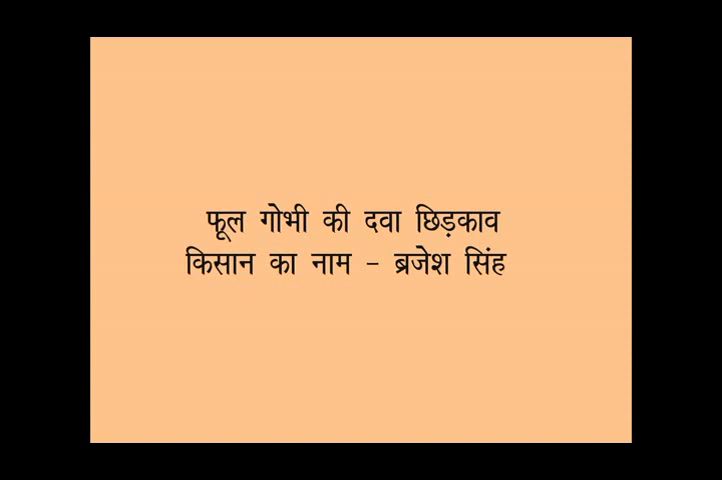 फूल गोभी की दवा छिड़काव
किसान का नाम - ब्रजेश सिंह